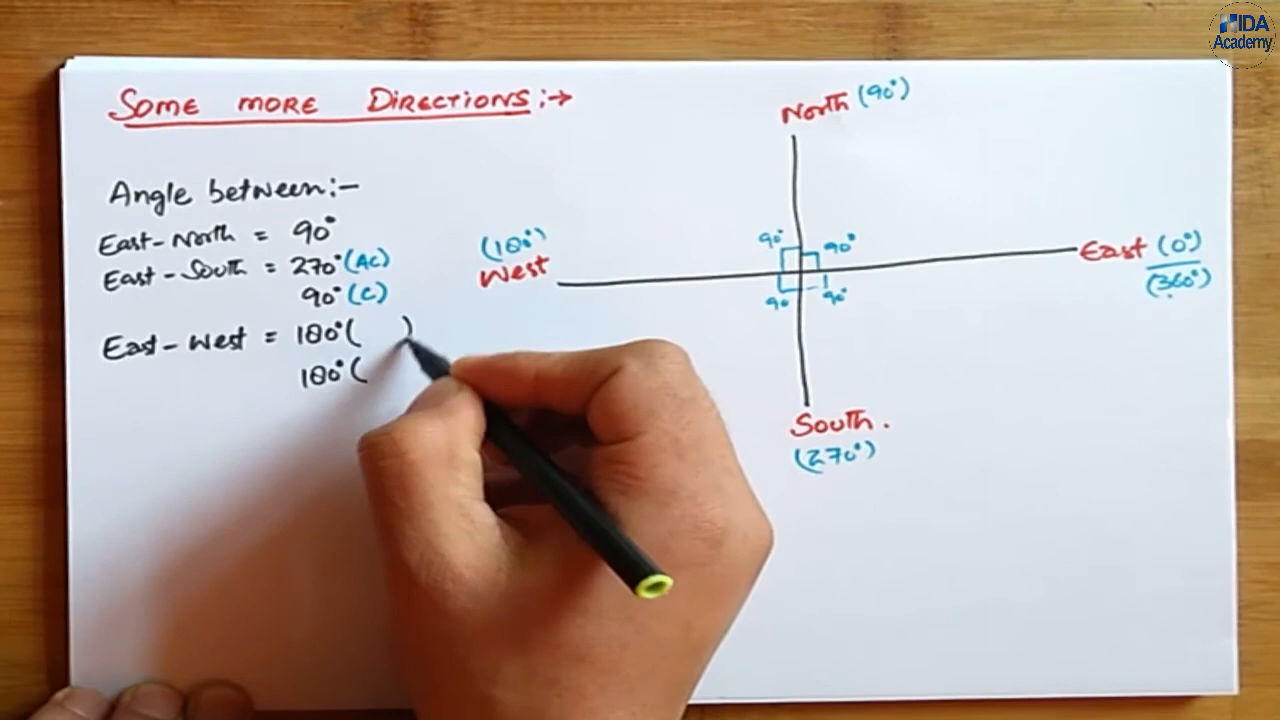 IDA
Academy
SOME MORE DIRECTIONS:→
North (90°)
Angle between:-
East-North = 90°
East-South = 270° (AC)
90° (C)
East-West = 180° ( )
180° (
(180°)
West
90°
90°
90
90°
East (0°)
(360°)
South.
(270°)